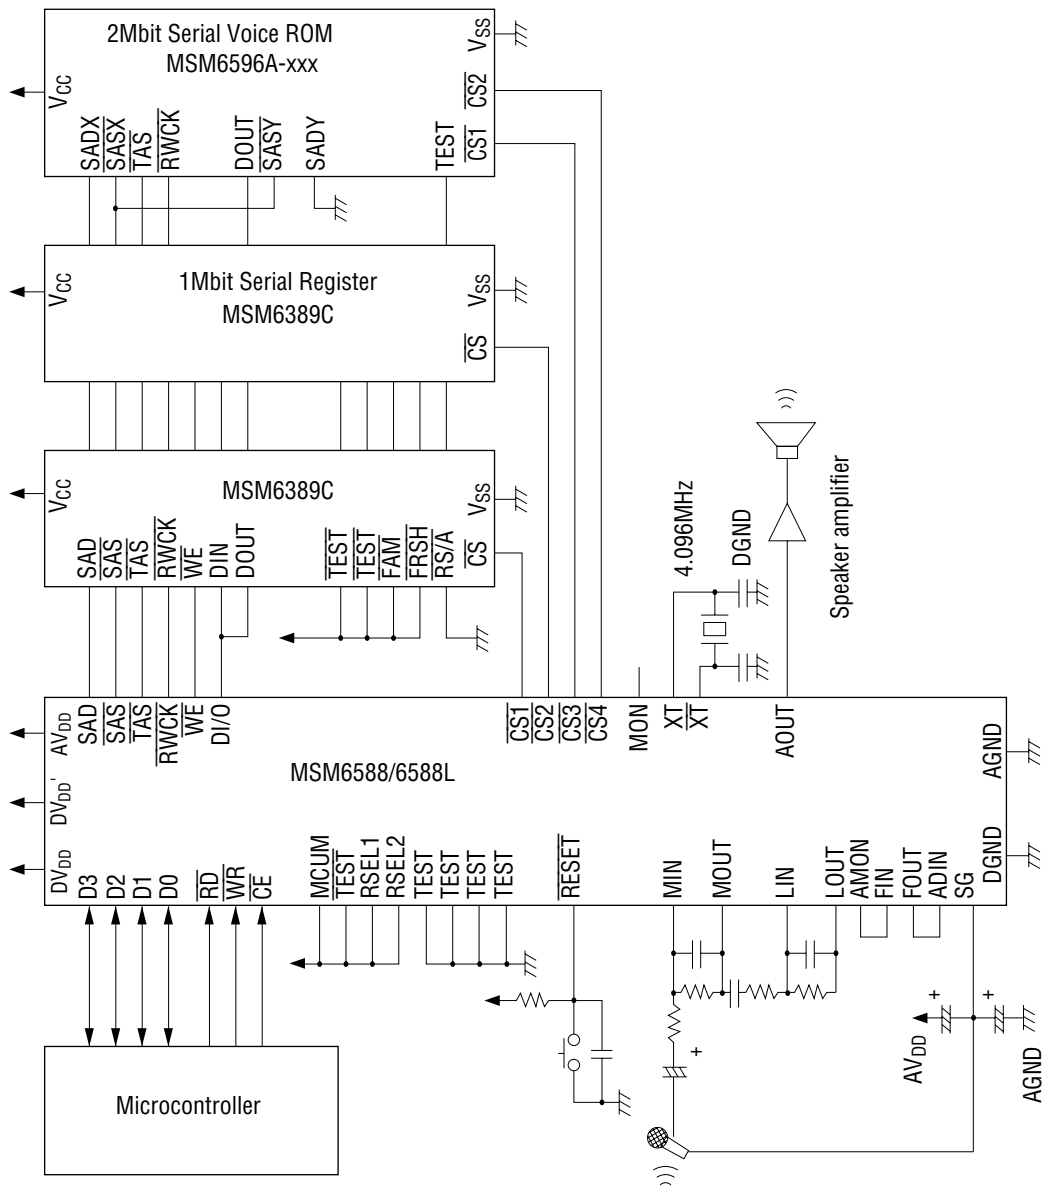 2Mbit Serial Voice ROM
MSM6596A-xxx
VCC
VSS
SADX
SASX
TAS
RWCK
DOUT
SASY
SADY
TEST
CS1
CS2
1Mbit Serial Register
MSM6389C
VCC
VSS
CS
MSM6389C
VCC
VSS
SAD
SAS
TAS
RWCK
WE
DIN
DOUT
TEST
TEST
FAM
FRSH
RS/A
CS
4.096MHz
DGND
Speaker amplifier
MSM6588/6588L
DVDD
DVDD'
AVDD
SAD
SAS
TAS
RWCK
WE
DI/O
CS1
CS2
CS3
CS4
MON
XT
XT
AOUT
AGND
DGND
D3
D2
D1
D0
RD
WR
CE
MCUM
TEST
RSEL1
RSEL2
TEST
TEST
TEST
TEST
RESET
MIN
MOUT
LIN
LOUT
AMON
FIN
FOUT
ADIN
SG
+
+
+
AVDD
AGND
Microcontroller